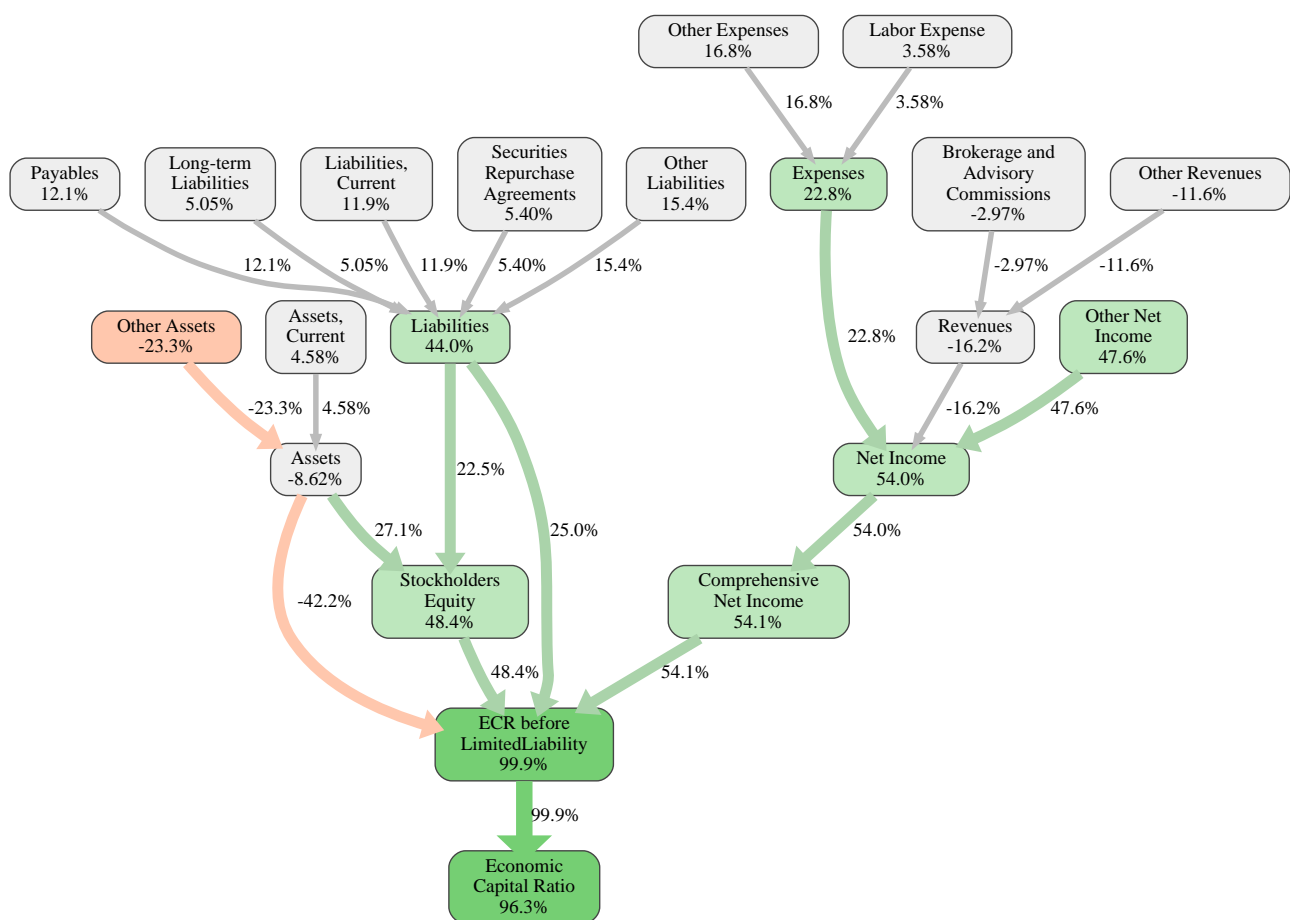 Other Expenses
16.8%
Labor Expense
3.58%
16.8%
3.58%
Payables
12.1%
Long-term
Liabilities
5.05%
Liabilities,
Current
11.9%
Securities
Repurchase
Agreements
5.40%
Other
Liabilities
15.4%
Expenses
22.8%
Brokerage and
Advisory
Commissions
-2.97%
Other Revenues
-11.6%
12.1%
5.05%
11.9%
5.40%
15.4%
-2.97%
-11.6%
Other Assets
-23.3%
Assets,
Current
4.58%
Liabilities
44.0%
22.8%
Revenues
-16.2%
Other Net
Income
47.6%
-23.3%
4.58%
-16.2%
47.6%
Assets
-8.62%
22.5%
Net Income
54.0%
27.1%
25.0%
54.0%
-42.2%
Stockholders
Equity
48.4%
Comprehensive
Net Income
54.1%
48.4%
54.1%
ECR before
LimitedLiability
99.9%
99.9%
Economic
Capital Ratio
96.3%